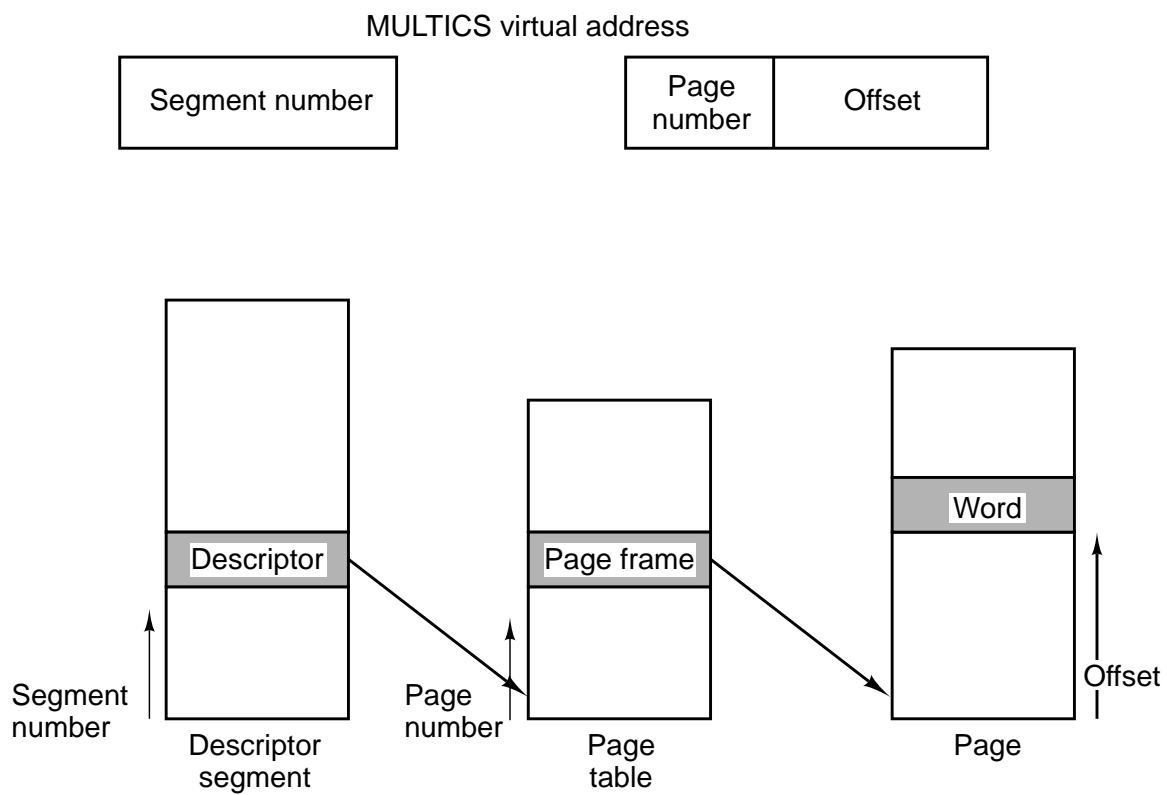 MULTICS virtual address
Segment number
Page
number
Offset
Descriptor
Page frame
Word
Segment
number
Page
number
Offset
Descriptor
segment
Page
table
Page